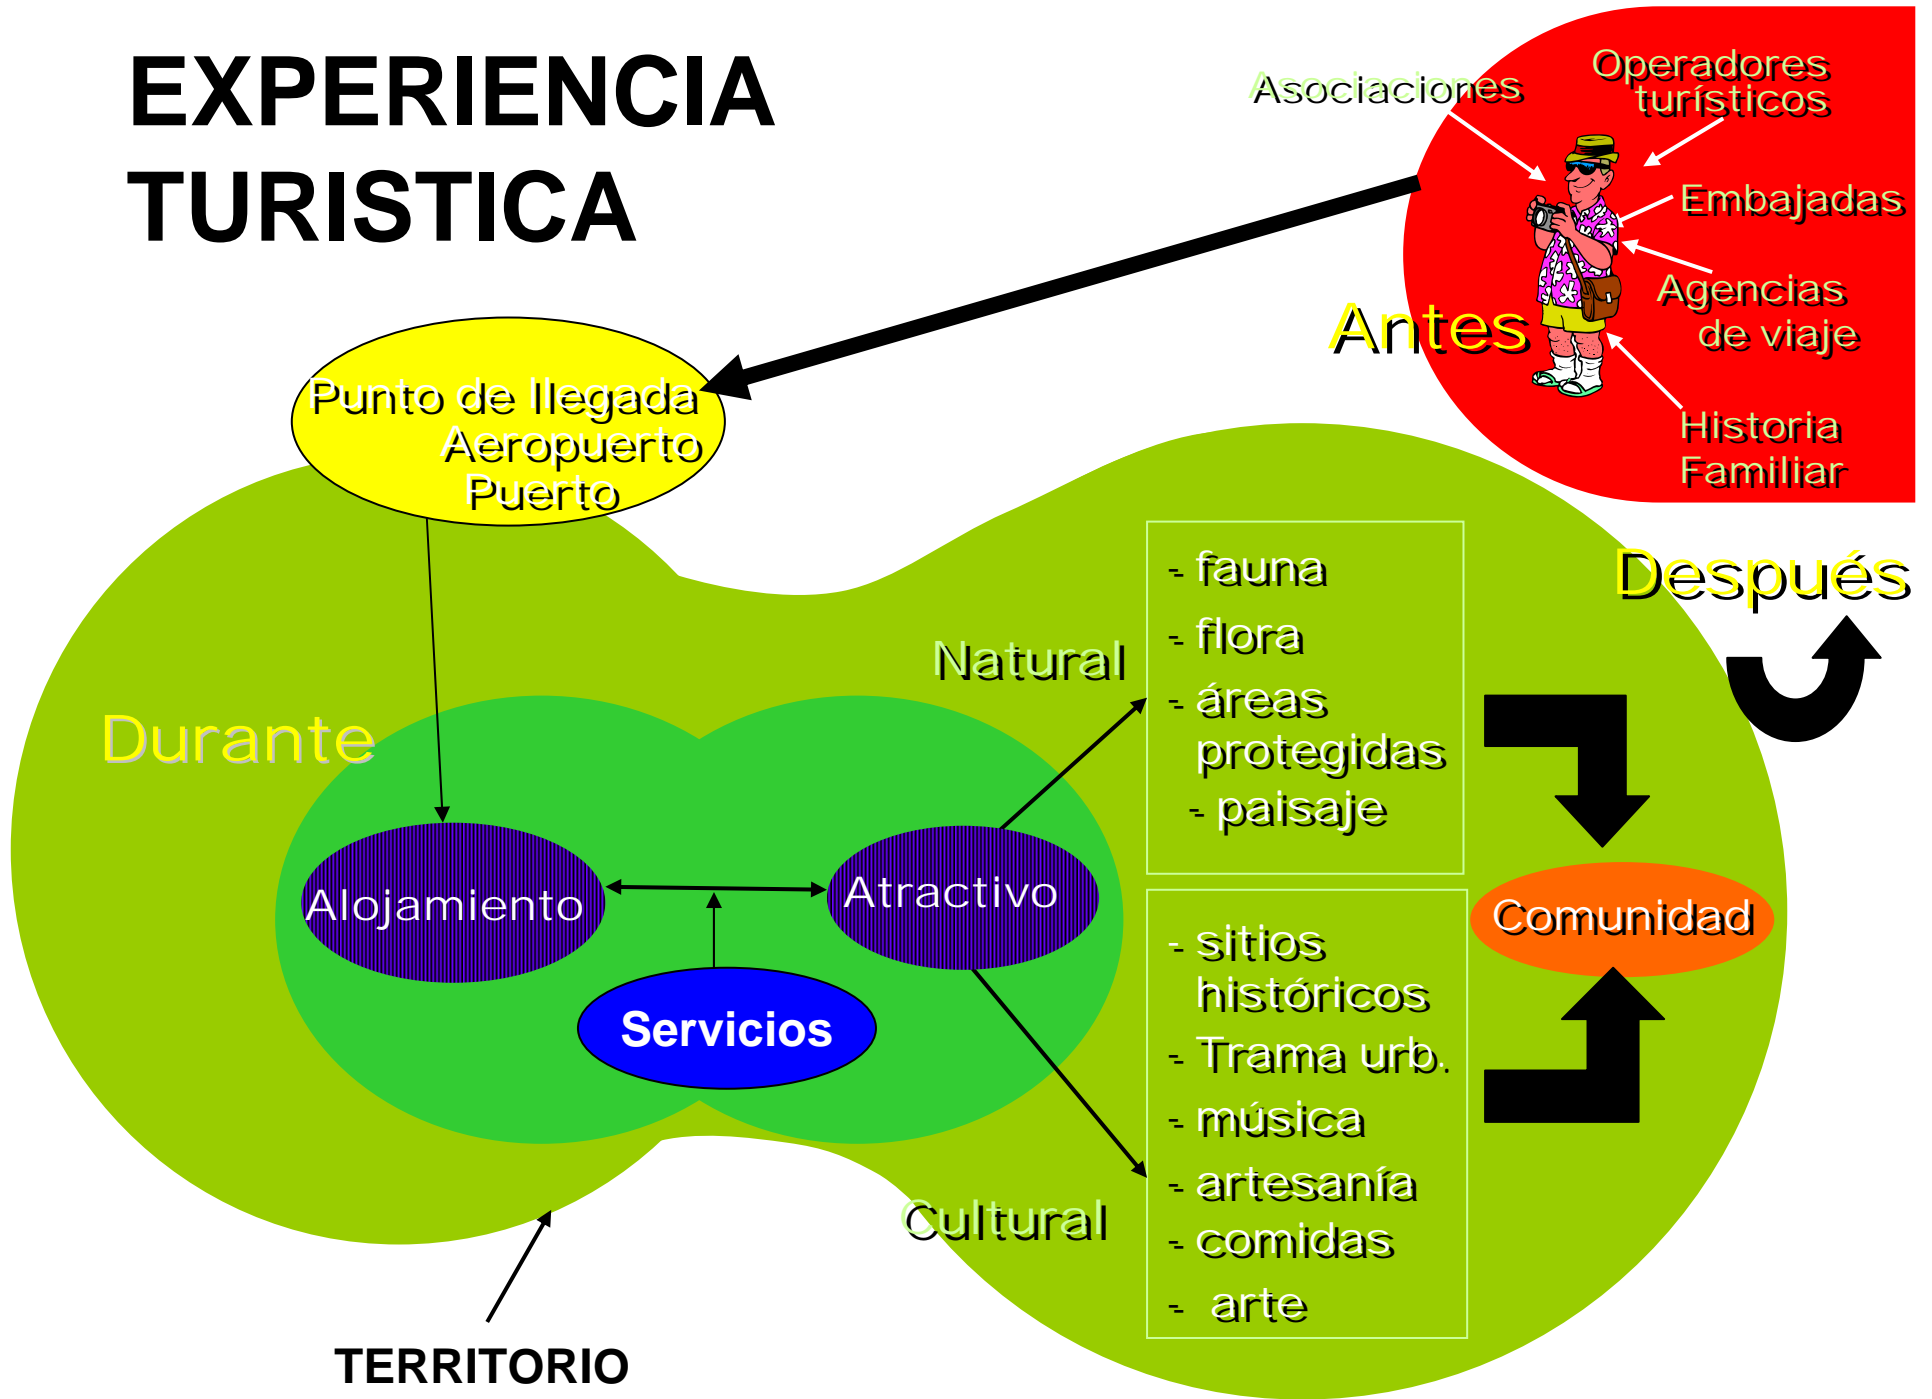 EXPERIENCIA
TURISTICA
Asociaciones
Operadores
turísticos
Embajadas
Agencias
de viaje
Antes
Historia
Familiar
Punto de llegada
Aeropuerto
Puerto
Después
Durante
Natural
- fauna
- flora
- áreas
protegidas
- paisaje
Alojamiento
Atractivo
Servicios
Comunidad
- sitios
históricos
- Trama urb.
- música
- artesanía
- comidas
- arte
Cultural
TERRITORIO